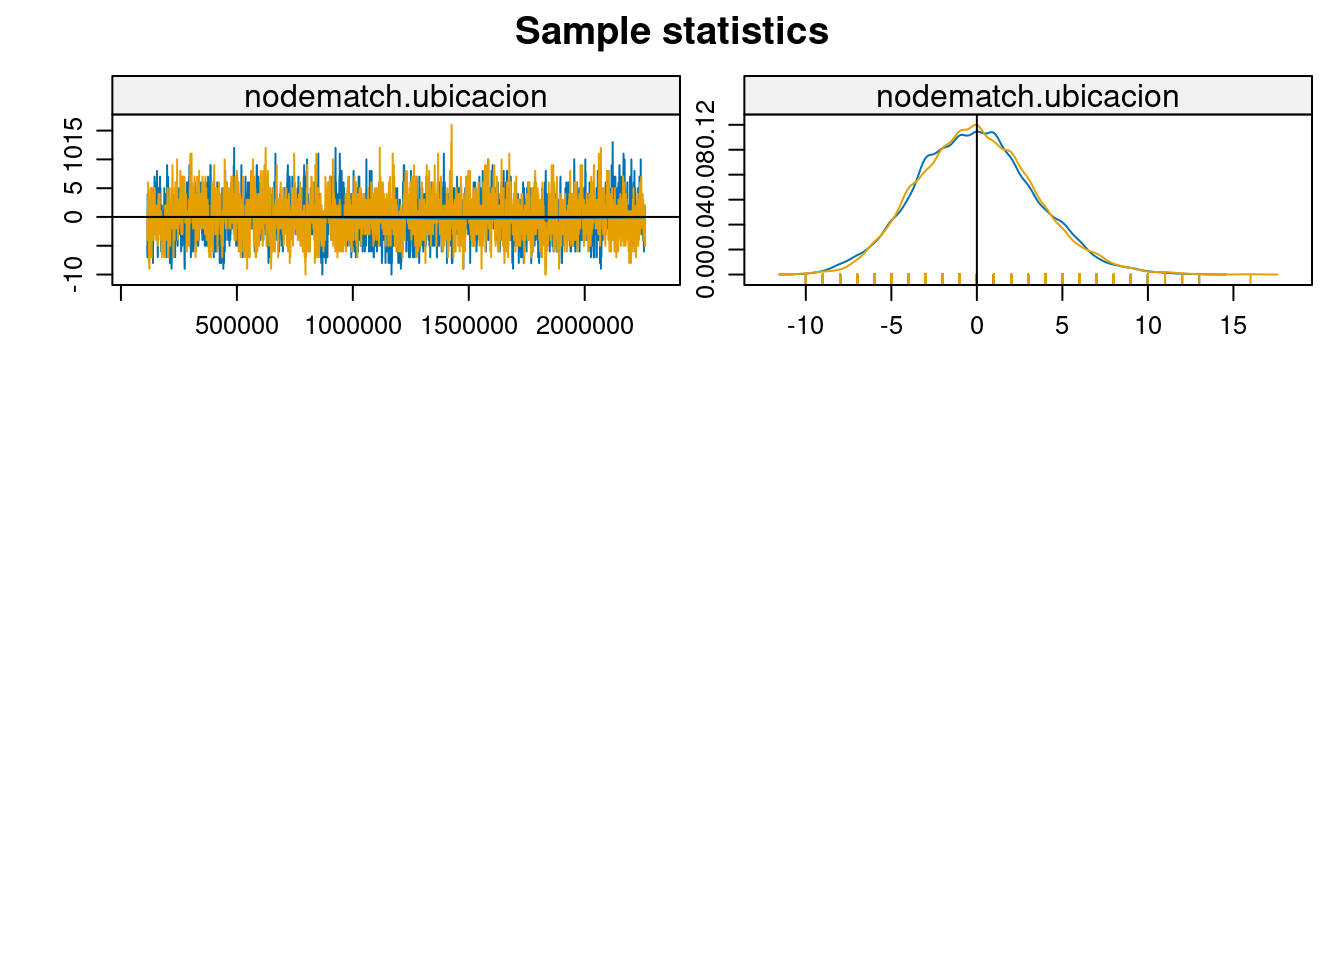 Sample statistics
nodematch.ubicacion
nodematch.ubicacion
-10 0 5 10 15
500000 1000000 1500000 2000000
0.00 0.04 0.08 0.12
-10 -5 0 5 10 15